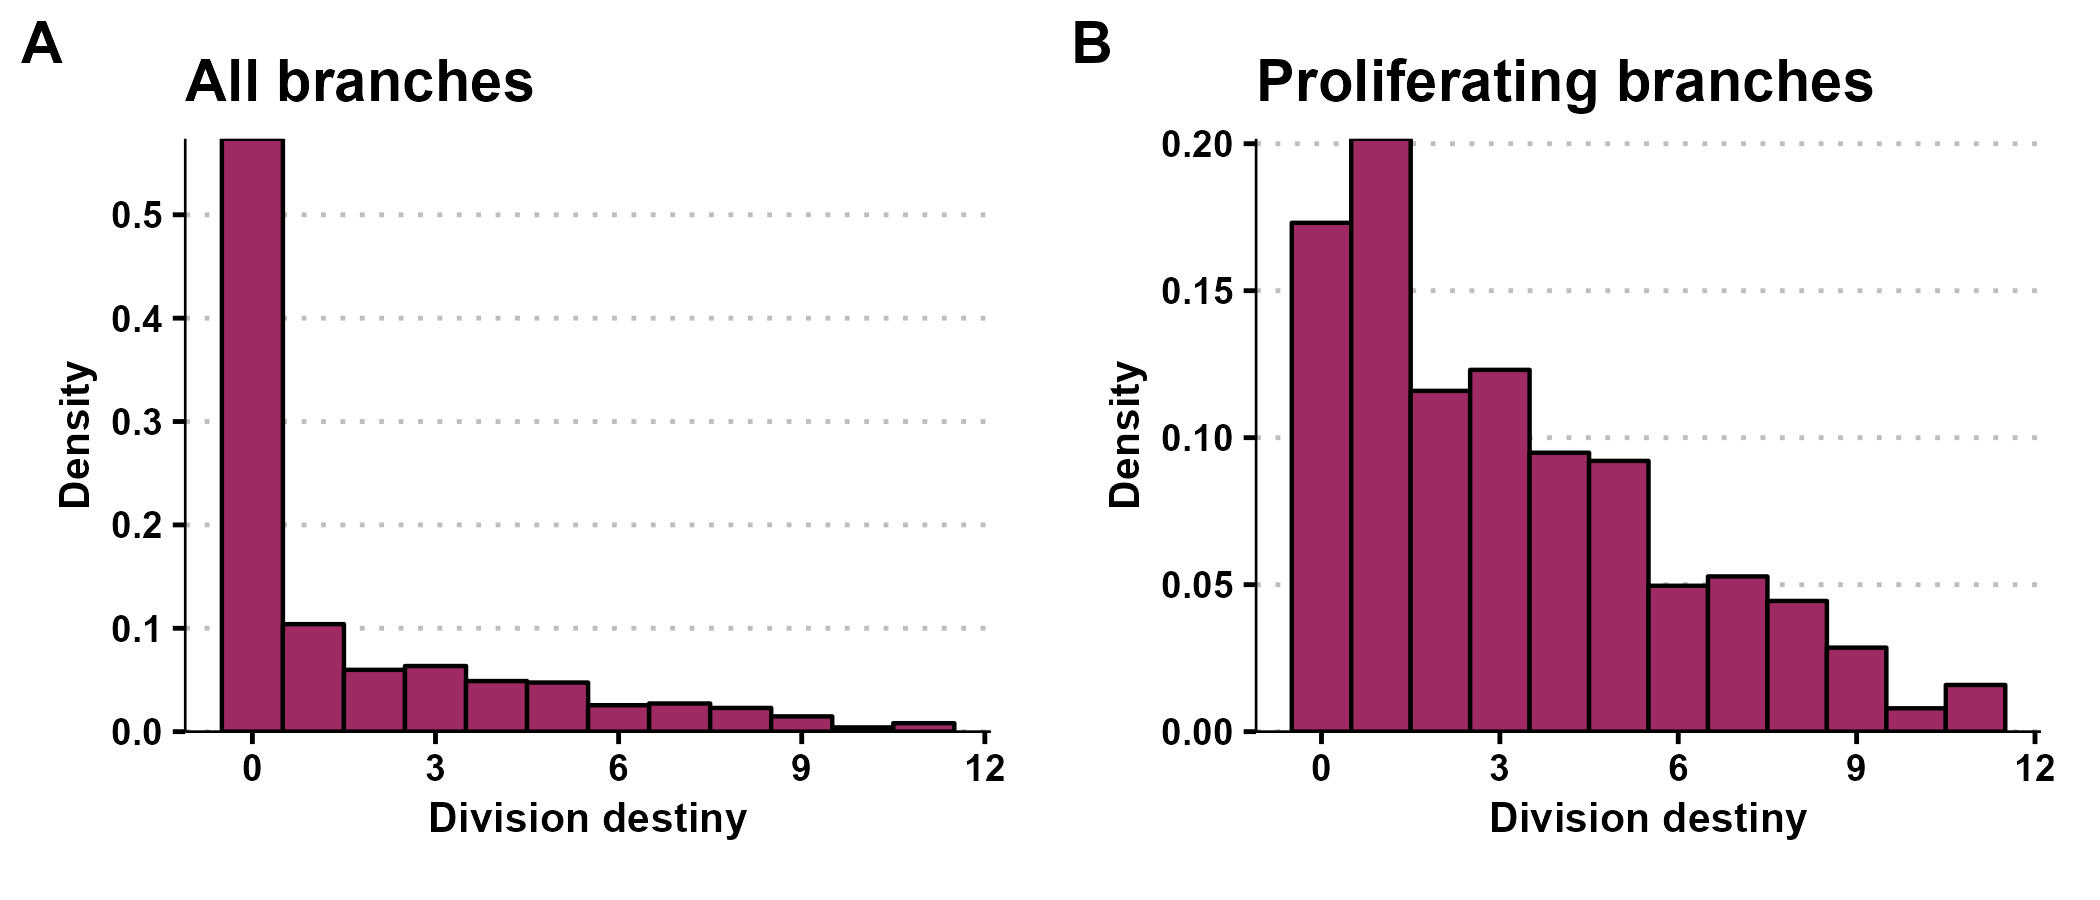 A
All branches
Density
0.5
0.4
0.3
0.2
0.1
0.0
0 3 6 9 12
Division destiny
B
Proliferating branches
Density
0.20
0.15
0.10
0.05
0.00
0 3 6 9 12
Division destiny